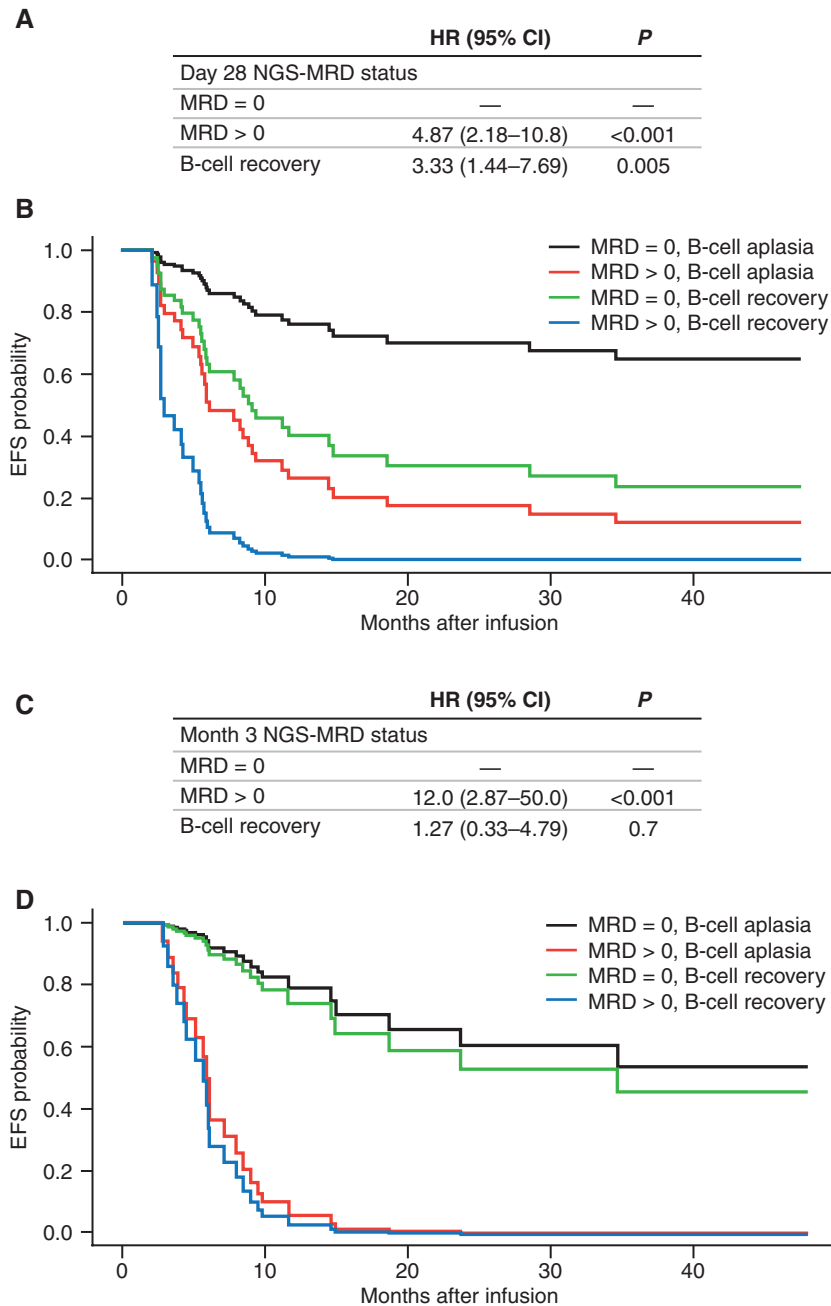 A
HR (95% CI) P
Day 28 NGS-MRD status
MRD = 0 — —
MRD > 0 4.87 (2.18–10.8) <0.001
B-cell recovery 3.33 (1.44–7.69) 0.005
B
EFS probability
1.0
0.8
0.6
0.4
0.2
0.0
MRD = 0, B-cell aplasia
MRD > 0, B-cell aplasia
MRD = 0, B-cell recovery
MRD > 0, B-cell recovery
0 10 20 30 40
Months after infusion
C
HR (95% CI) P
Month 3 NGS-MRD status
MRD = 0 — —
MRD > 0 12.0 (2.87–50.0) <0.001
B-cell recovery 1.27 (0.33–4.79) 0.7
D
EFS probability
1.0
0.8
0.6
0.4
0.2
0.0
MRD = 0, B-cell aplasia
MRD > 0, B-cell aplasia
MRD = 0, B-cell recovery
MRD > 0, B-cell recovery
0 10 20 30 40
Months after infusion